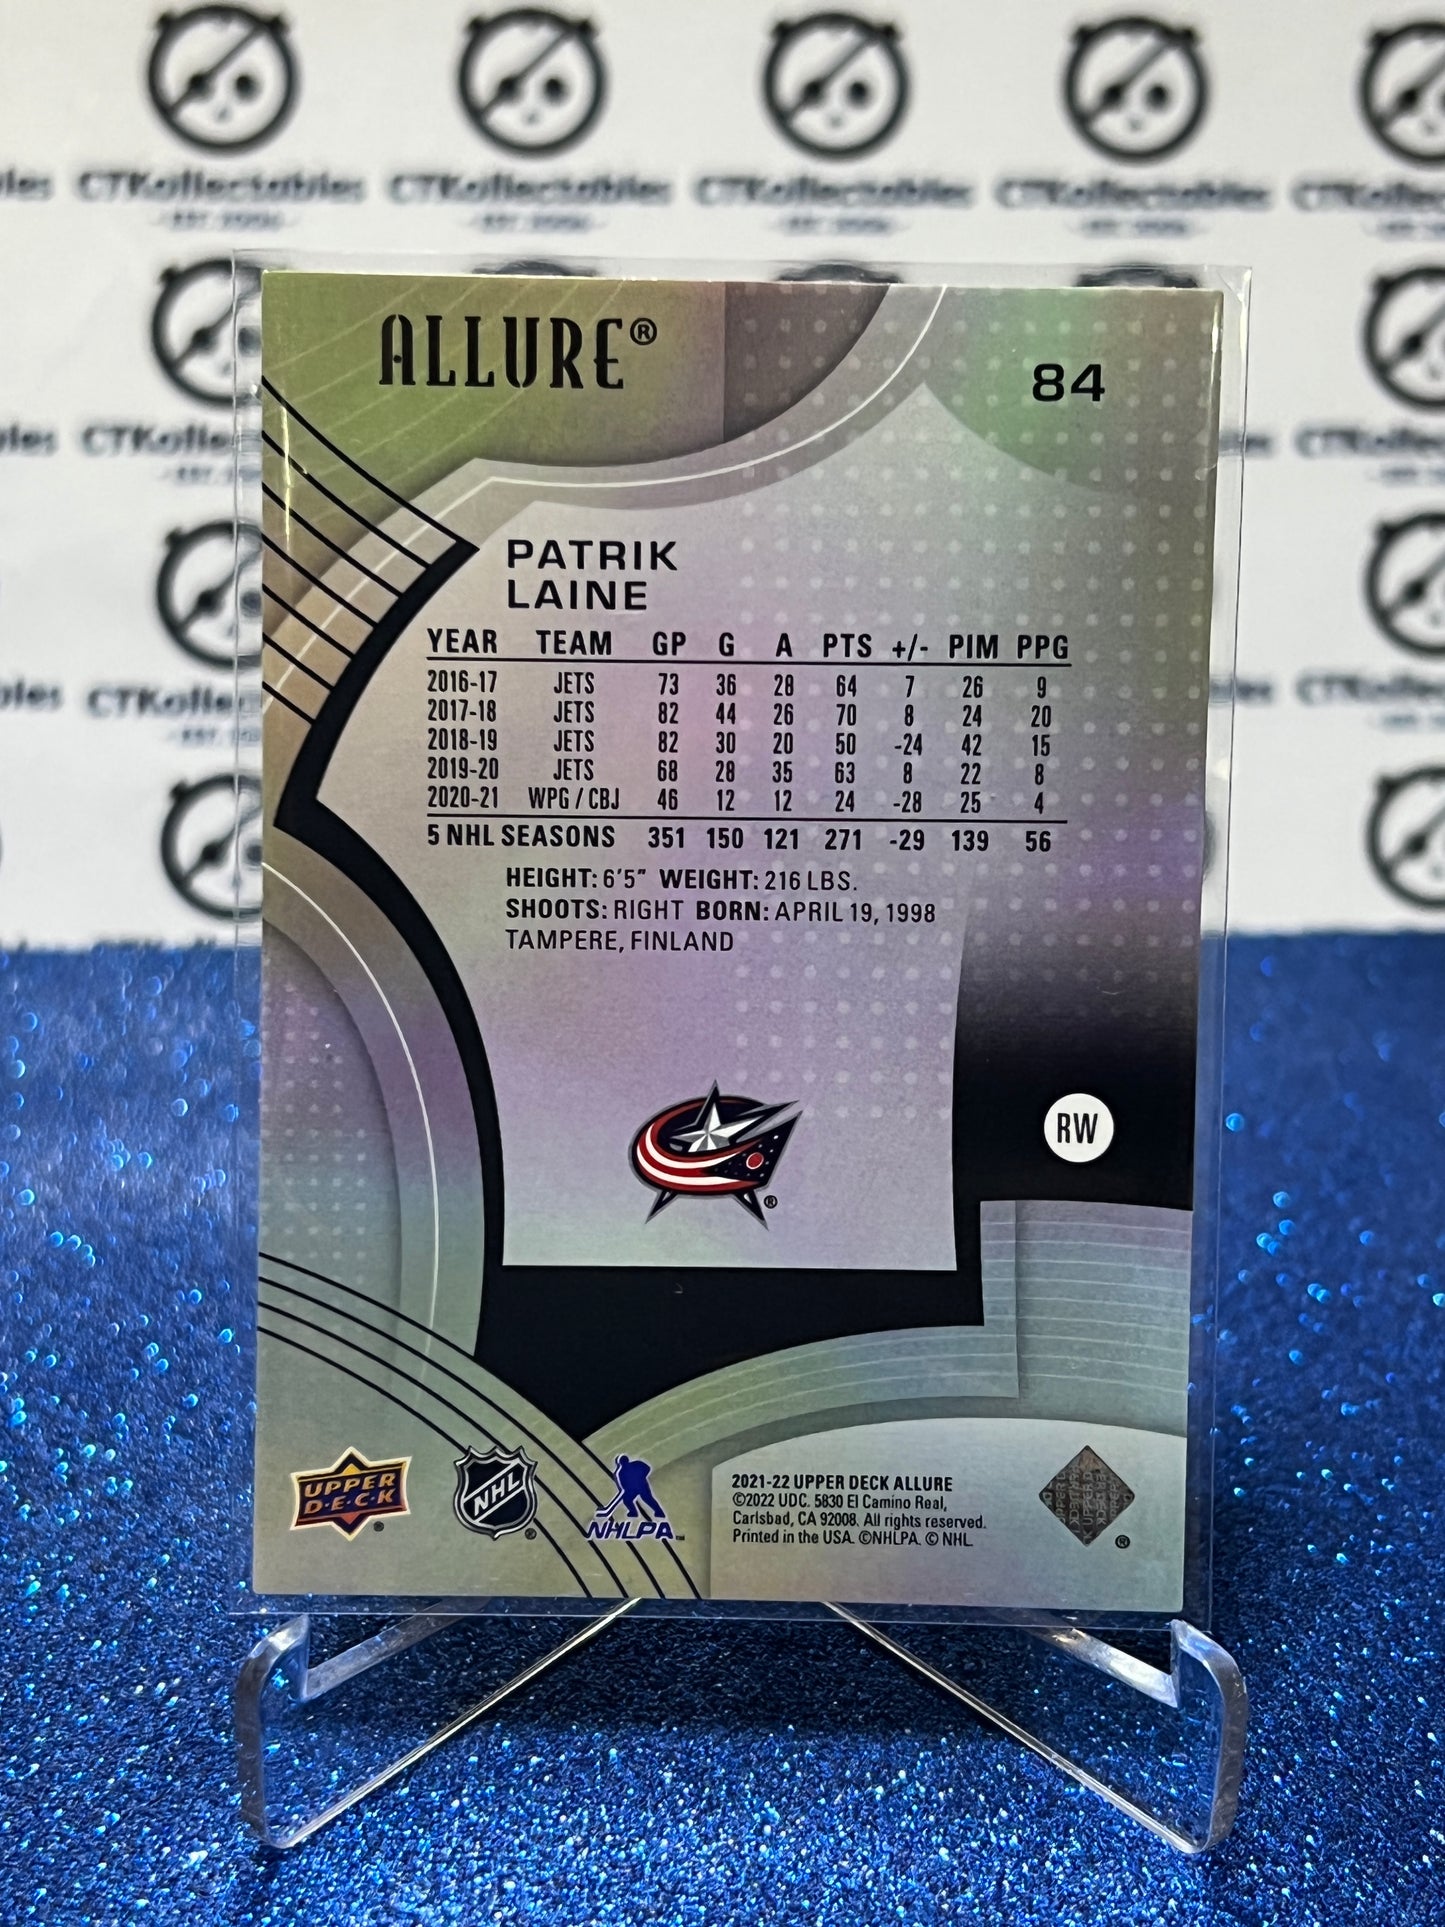 CTKollectables CTKollectables CTKollectables CTKollectables
ALLURE®
84
PATRIK
LAINE
YEAR TEAM GP G A PTS +/- PIM PPG
2016-17 JETS 73 36 28 64 7 26 9
2017-18 JETS 82 44 26 70 8 24 20
2018-19 JETS 82 30 20 50 -24 42 15
2019-20 JETS 68 28 35 63 8 22 8
2020-21 WPG / CBJ 46 12 12 24 -28 25 4
5 NHL SEASONS 351 150 121 271 -29 139 56
HEIGHT: 6'5" WEIGHT: 216 LBS.
SHOOTS: RIGHT BORN: APRIL 19, 1998
TAMPERE, FINLAND
®
RW
UPPER
D·E·C·K
®
NHL
®
NHLPA™
2021-22 UPPER DECK ALLURE
©2022 UDC. 5830 El Camino Real,
Carlsbad, CA 92008. All rights reserved.
Printed in the USA. ©NHLPA. © NHL.
®